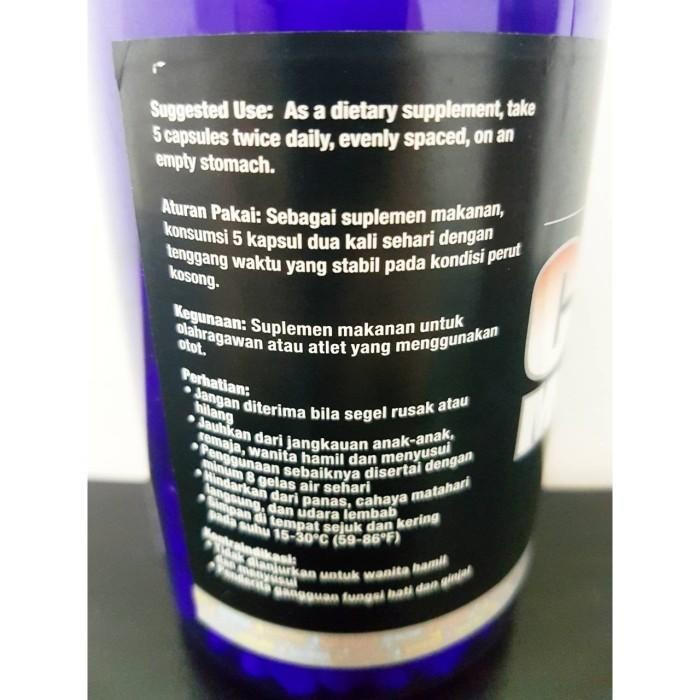 Suggested Use: As a dietary supplement, take
5 capsules twice daily, evenly spaced, on an
empty stomach.
Aturan Pakai: Sebagai suplemen makanan,
konsumsi 5 kapsul dua kali sehari dengan
tenggang waktu yang stabil pada kondisi perut
kosong.
Kegunaan: Suplemen makanan untuk
olahragawan atau atlet yang menggunakan
otot.
Perhatian:
• Jangan diterima bila segel rusak atau
hilang
• Jauhkan dari jangkauan anak-anak,
remaja, wanita hamil dan menyusui
• Penggunaan sebaiknya disertai dengan
minum 8 gelas air sehari
• Hindarkan dari panas, cahaya matahari
langsung, dan udara lembab
• Simpan di tempat sejuk dan kering
pada suhu 15-30°C (59-86°F)
Kontraindikasi:
• Tidak dianjurkan untuk wanita hamil
dan menyusui
• Penderita gangguan fungsi hati dan ginjal